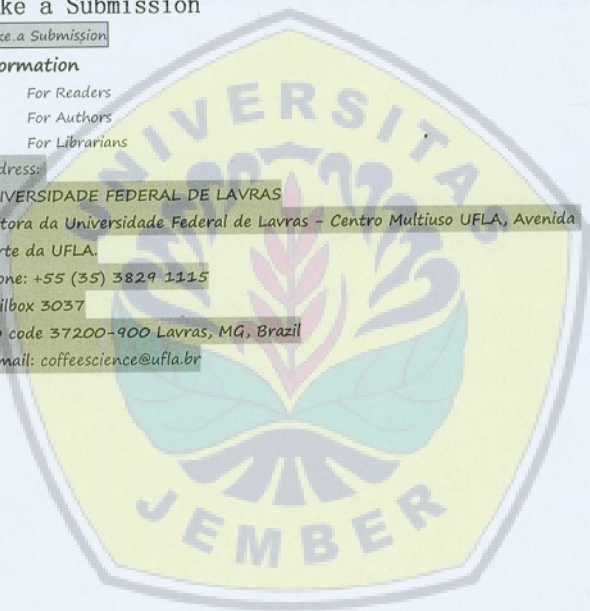 ke a Submission
ke a Submission
ormation
For Readers
For Authors
For Librarians
dress:
IVERSIDADE FEDERAL DE LAVRAS
tora da Universidade Federal de Lavras - Centro Multiuso UFLA, Avenida
rte da UFLA.
one: +55 (35) 3829 1115
ilbox 3037
code 37200-900 Lavras, MG, Brazil
mail: coffeescience@ufla.br
UNIVERSITAS
JEMBER